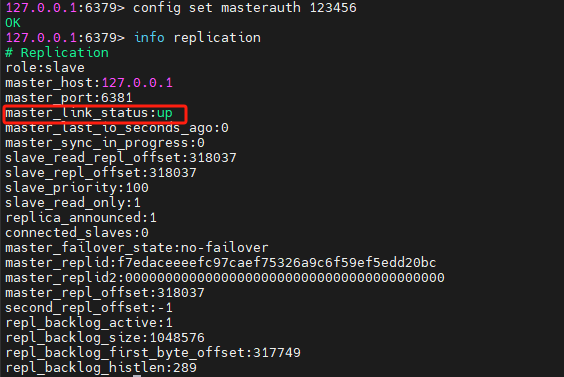 127.0.0.1:6379> config set masterauth 123456
OK
127.0.0.1:6379> info replication
# Replication
role:slave
master_host:127.0.0.1
master_port:6381
master_link_status:up
master_last_io_seconds_ago:0
master_sync_in_progress:0
slave_read_repl_offset:318037
slave_repl_offset:318037
slave_priority:100
slave_read_only:1
replica_announced:1
connected_slaves:0
master_failover_state:no-failover
master_replid:f7edaceeeefc97caef75326a9c6f59ef5edd20bc
master_replid2:0000000000000000000000000000000000000000
master_repl_offset:318037
second_repl_offset:-1
repl_backlog_active:1
repl_backlog_size:1048576
repl_backlog_first_byte_offset:317749
repl_backlog_histlen:289